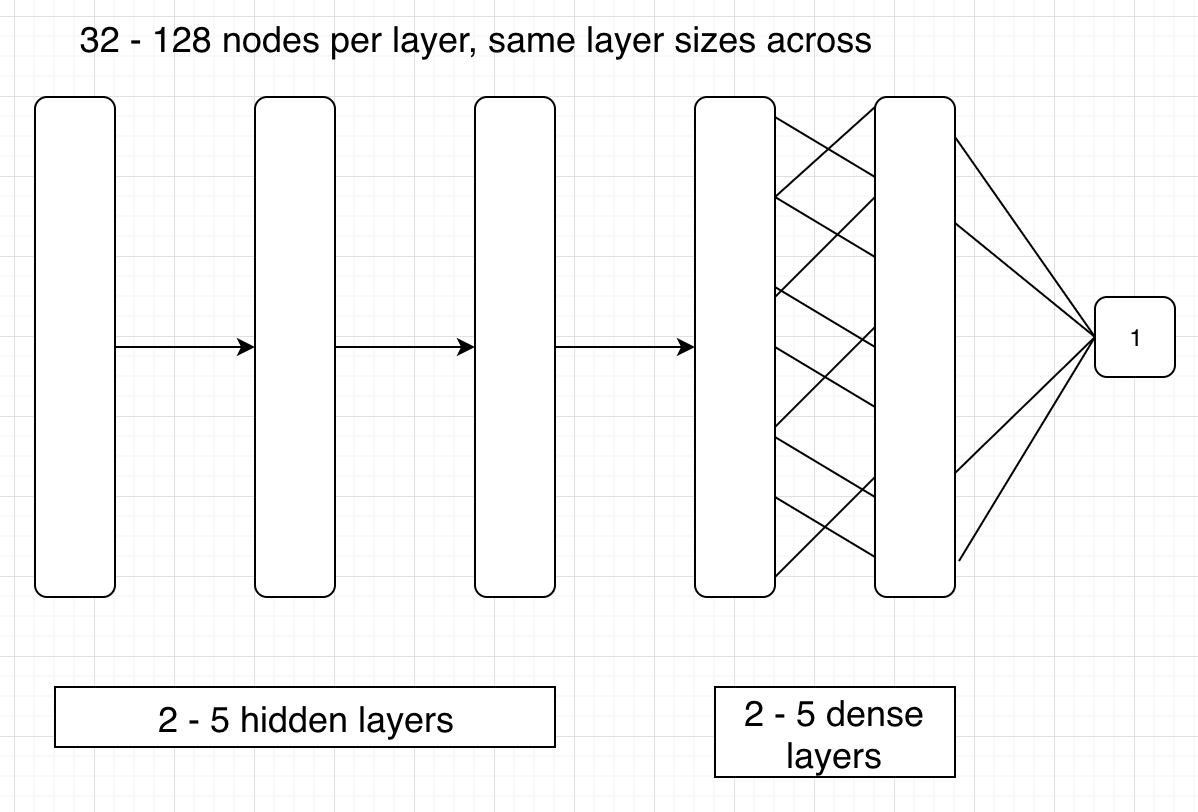 32 - 128 nodes per layer, same layer sizes across
1
2 - 5 hidden layers
2 - 5 dense
layers